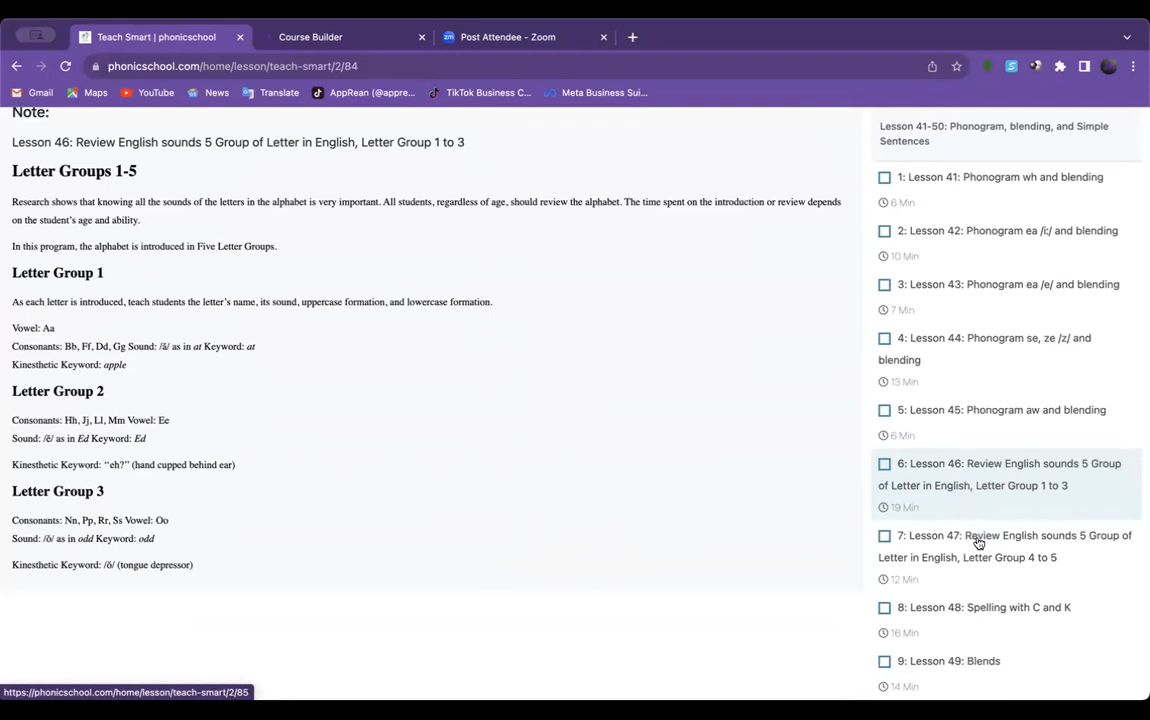 Teach Smart | phonicschool
Course Builder
Post Attendee - Zoom
phonicschool.com/home/lesson/teach-smart/2/84
Gmail
Maps
YouTube
News
Translate
AppRean (@appre...
TikTok Business C...
Meta Business Sui...
Note:
Lesson 46: Review English sounds 5 Group of Letter in English, Letter Group 1 to 3
Letter Groups 1-5
Research shows that knowing all the sounds of the letters in the alphabet is very important. All students, regardless of age, should review the alphabet. The time spent on the introduction or review depends
on the student's age and ability.
In this program, the alphabet is introduced in Five Letter Groups.
Letter Group 1
As each letter is introduced, teach students the letter's name, its sound, uppercase formation, and lowercase formation.
Vowel: Aa
Consonants: Bb, Ff, Dd, Gg Sound: /ă/ as in at Keyword: at
Kinesthetic Keyword: apple
Letter Group 2
Consonants: Hh, Jj, Ll, Mm Vowel: Ee
Sound: /ĕ/ as in Ed Keyword: Ed
Kinesthetic Keyword: “eh?” (hand cupped behind ear)
Letter Group 3
Consonants: Nn, Pp, Rr, Ss Vowel: Oo
Sound: /ŏ/ as in odd Keyword: odd
Kinesthetic Keyword: /ŏ/ (tongue depressor)
Lesson 41-50: Phonogram, blending, and Simple
Sentences
1: Lesson 41: Phonogram wh and blending
6 Min
2: Lesson 42: Phonogram ea /i:/ and blending
10 Min
3: Lesson 43: Phonogram ea /e/ and blending
7 Min
4: Lesson 44: Phonogram se, ze /z/ and
blending
13 Min
5: Lesson 45: Phonogram aw and blending
6 Min
6: Lesson 46: Review English sounds 5 Group
of Letter in English, Letter Group 1 to 3
19 Min
7: Lesson 47: Review English sounds 5 Group of
Letter in English, Letter Group 4 to 5
12 Min
8: Lesson 48: Spelling with C and K
16 Min
9: Lesson 49: Blends
14 Min
https://phonicschool.com/home/lesson/teach-smart/2/85